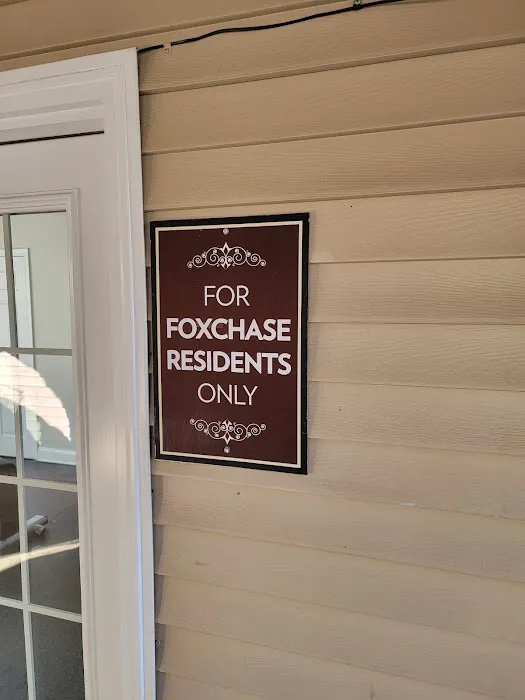 FOR
FOXCHASE
RESIDENTS
ONLY